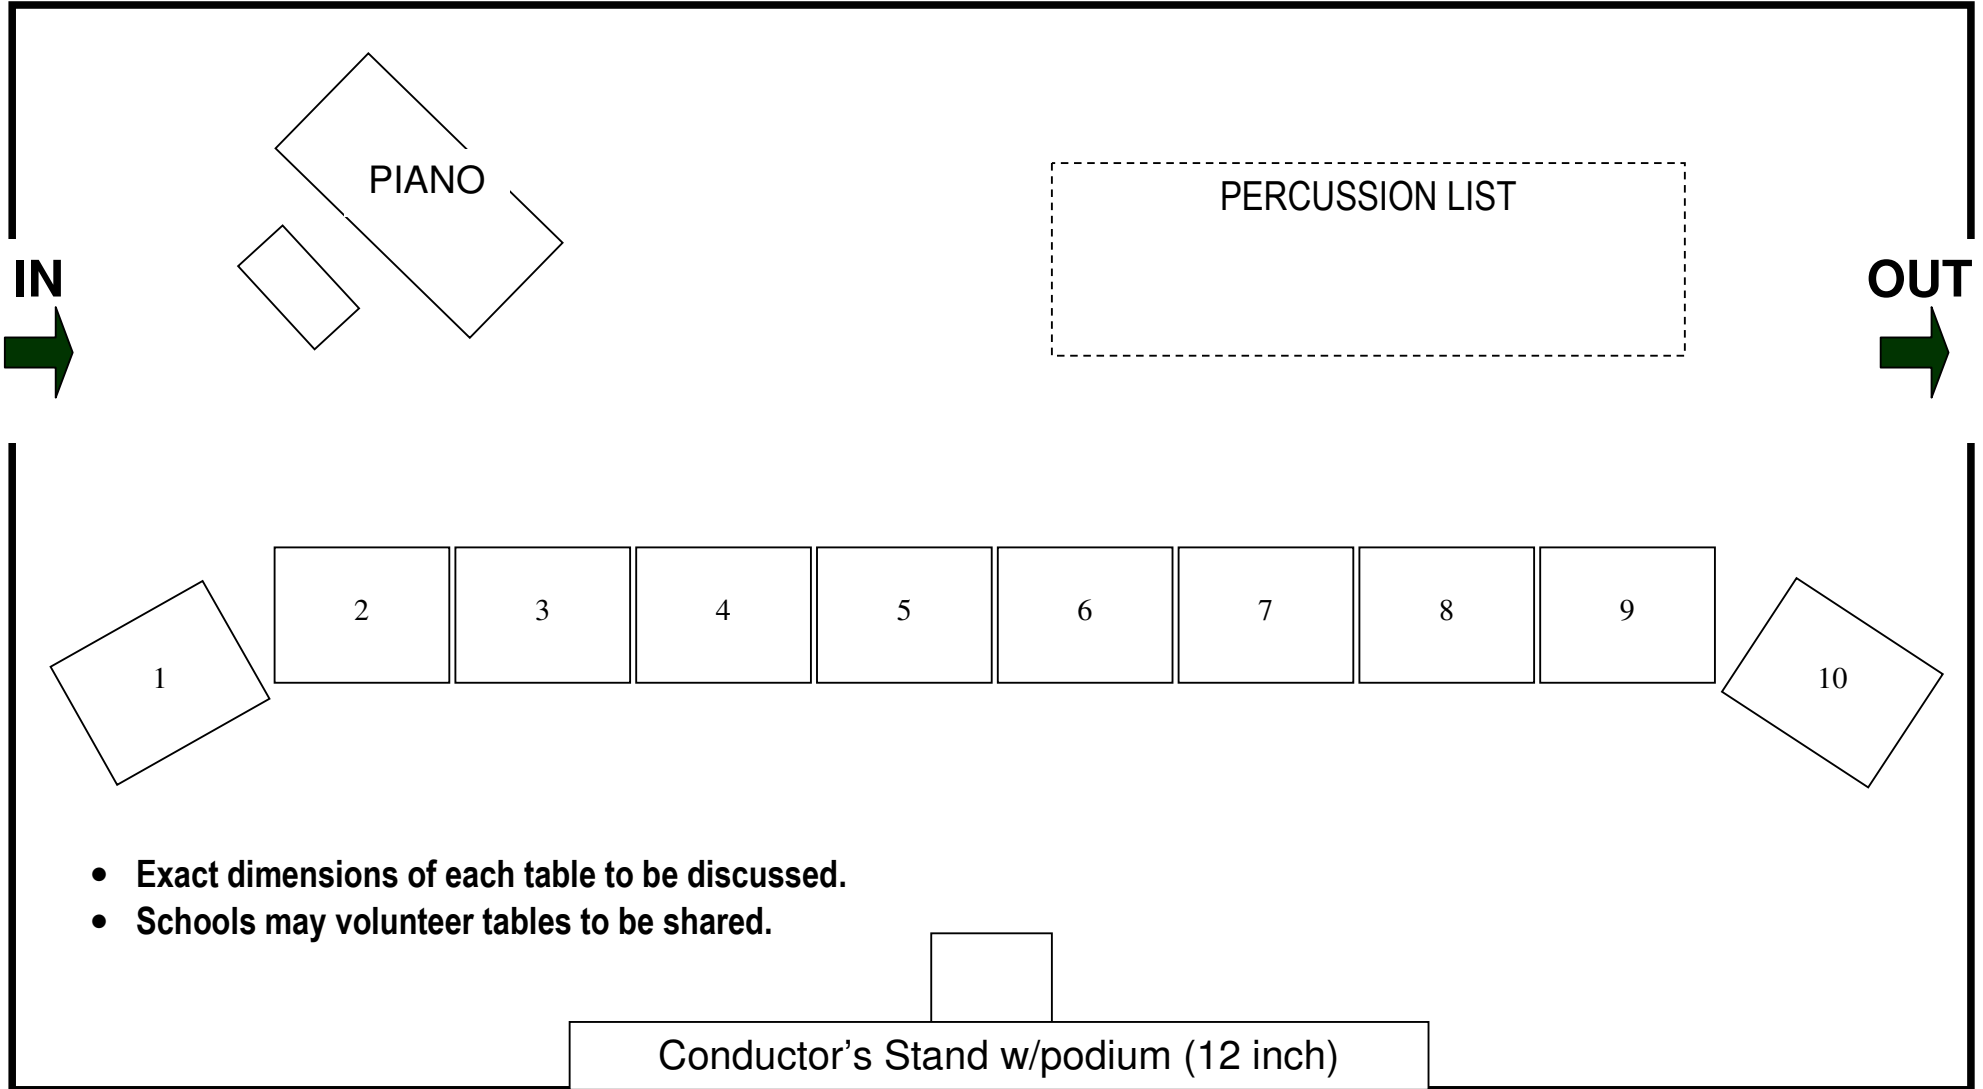 PIANO
PERCUSSION LIST
IN
OUT
2 3 4 5 6 7 8 9
1
10
• Exact dimensions of each table to be discussed.
• Schools may volunteer tables to be shared.
Conductor's Stand w/podium (12 inch)